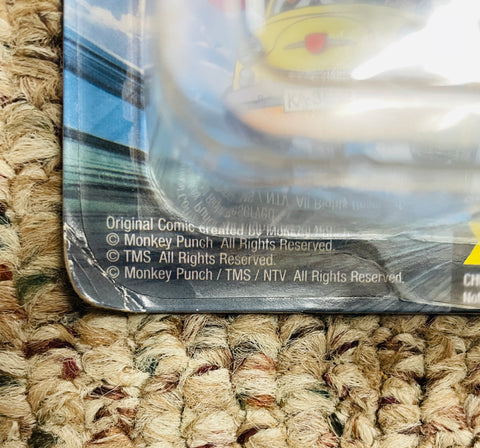 Original Comic created by Monkey
© Monkey Punch All Rights Reserved.
© TMS All Rights Reserved.
© Monkey Punch / TMS / NTV All Rights Reserved.